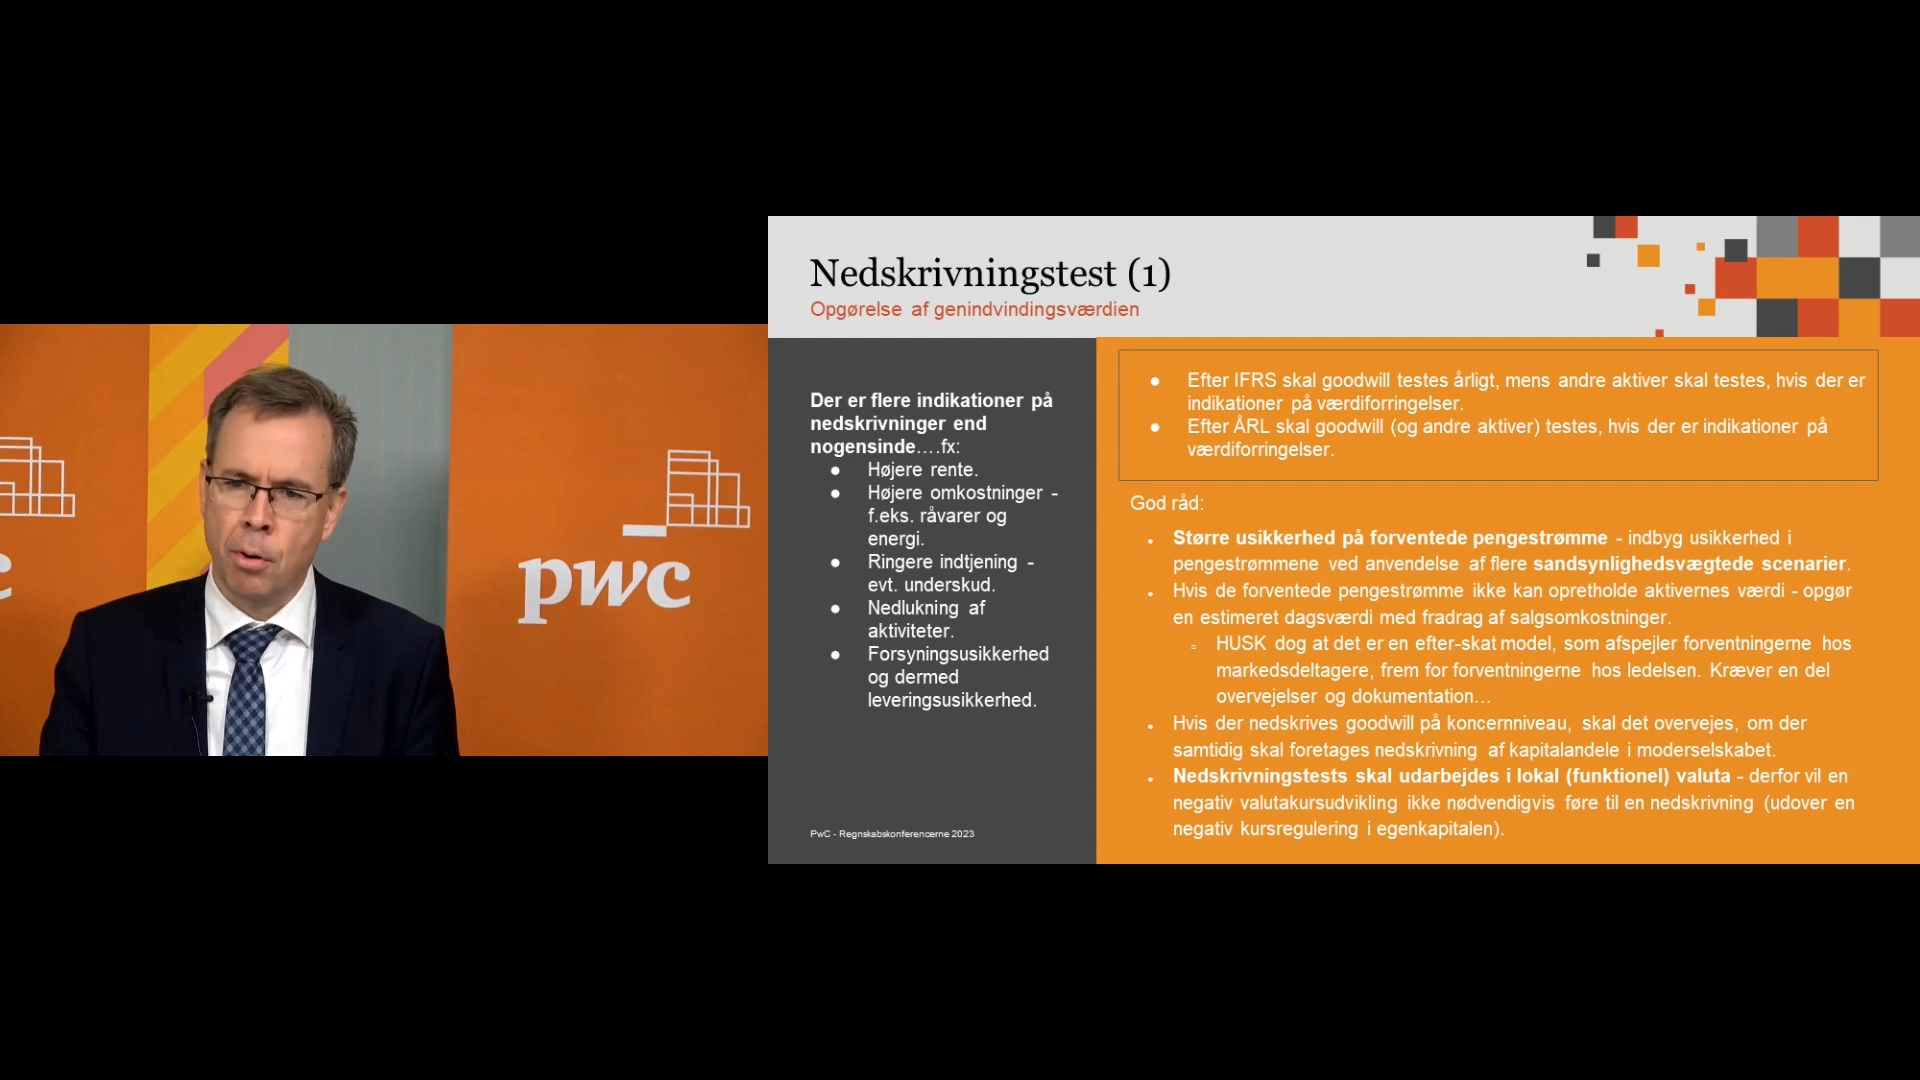 pwc
Nedskrivningstest (1)
Opgørelse af genindvindingsværdien
Der er flere indikationer på
nedskrivninger end
nogensinde….fx:
● Højere rente.
● Højere omkostninger -
f.eks. råvarer og
energi.
● Ringere indtjening -
evt. underskud.
● Nedlukning af
aktiviteter.
● Forsyningsusikkerhed
og dermed
leveringsusikkerhed.
PwC - Regnskabskonferencerne 2023
● Efter IFRS skal goodwill testes årligt, mens andre aktiver skal testes, hvis der er
indikationer på værdiforringelser.
● Efter ÅRL skal goodwill (og andre aktiver) testes, hvis der er indikationer på
værdiforringelser.
God råd:
• Større usikkerhed på forventede pengestrømme - indbyg usikkerhed i
pengestrømmene ved anvendelse af flere sandsynlighedsvægtede scenarier.
• Hvis de forventede pengestrømme ikke kan opretholde aktivernes værdi - opgør
en estimeret dagsværdi med fradrag af salgsomkostninger.
▫ HUSK dog at det er en efter-skat model, som afspejler forventningerne hos
markedsdeltagere, frem for forventningerne hos ledelsen. Kræver en del
overvejelser og dokumentation…
• Hvis der nedskrives goodwill på koncernniveau, skal det overvejes, om der
samtidig skal foretages nedskrivning af kapitalandele i moderselskabet.
• Nedskrivningstests skal udarbejdes i lokal (funktionel) valuta - derfor vil en
negativ valutakursudvikling ikke nødvendigvis føre til en nedskrivning (udover en
negativ kursregulering i egenkapitalen).